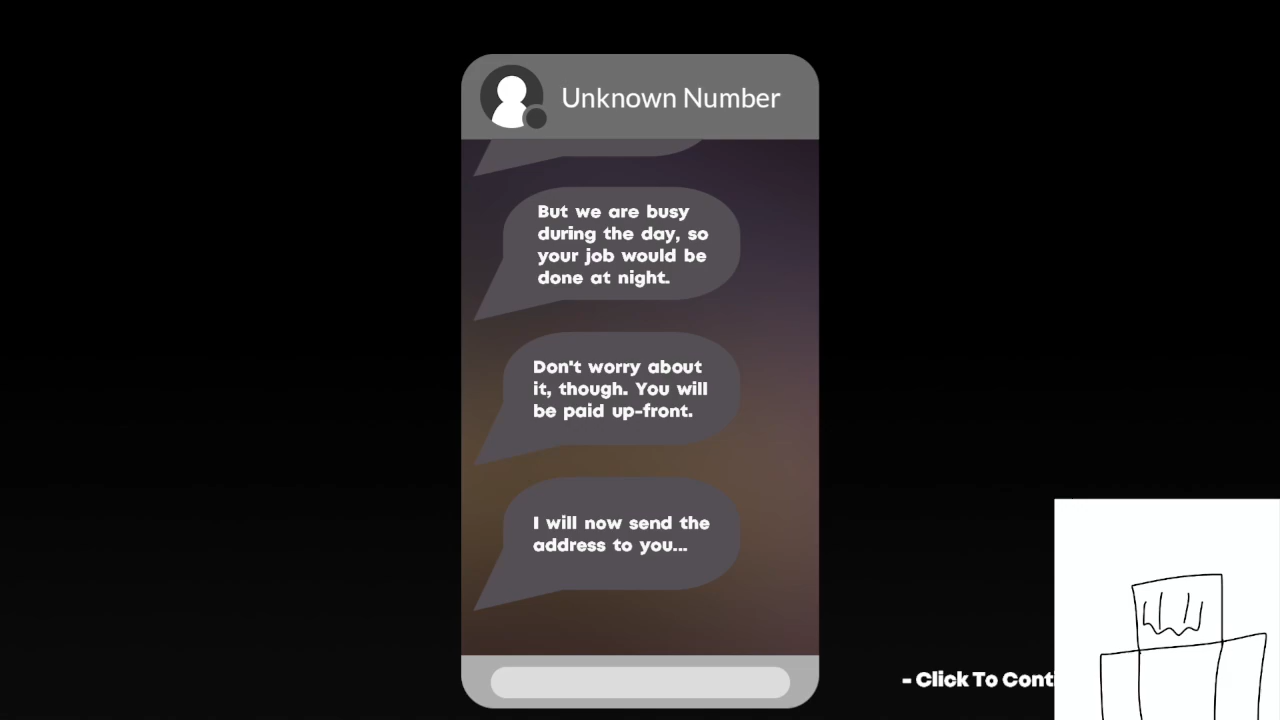 Unknown Number
But we are busy
during the day, so
your job would be
done at night.
Don't worry about
it, though. You will
be paid up-front.
I will now send the
address to you...
- Click To Conti